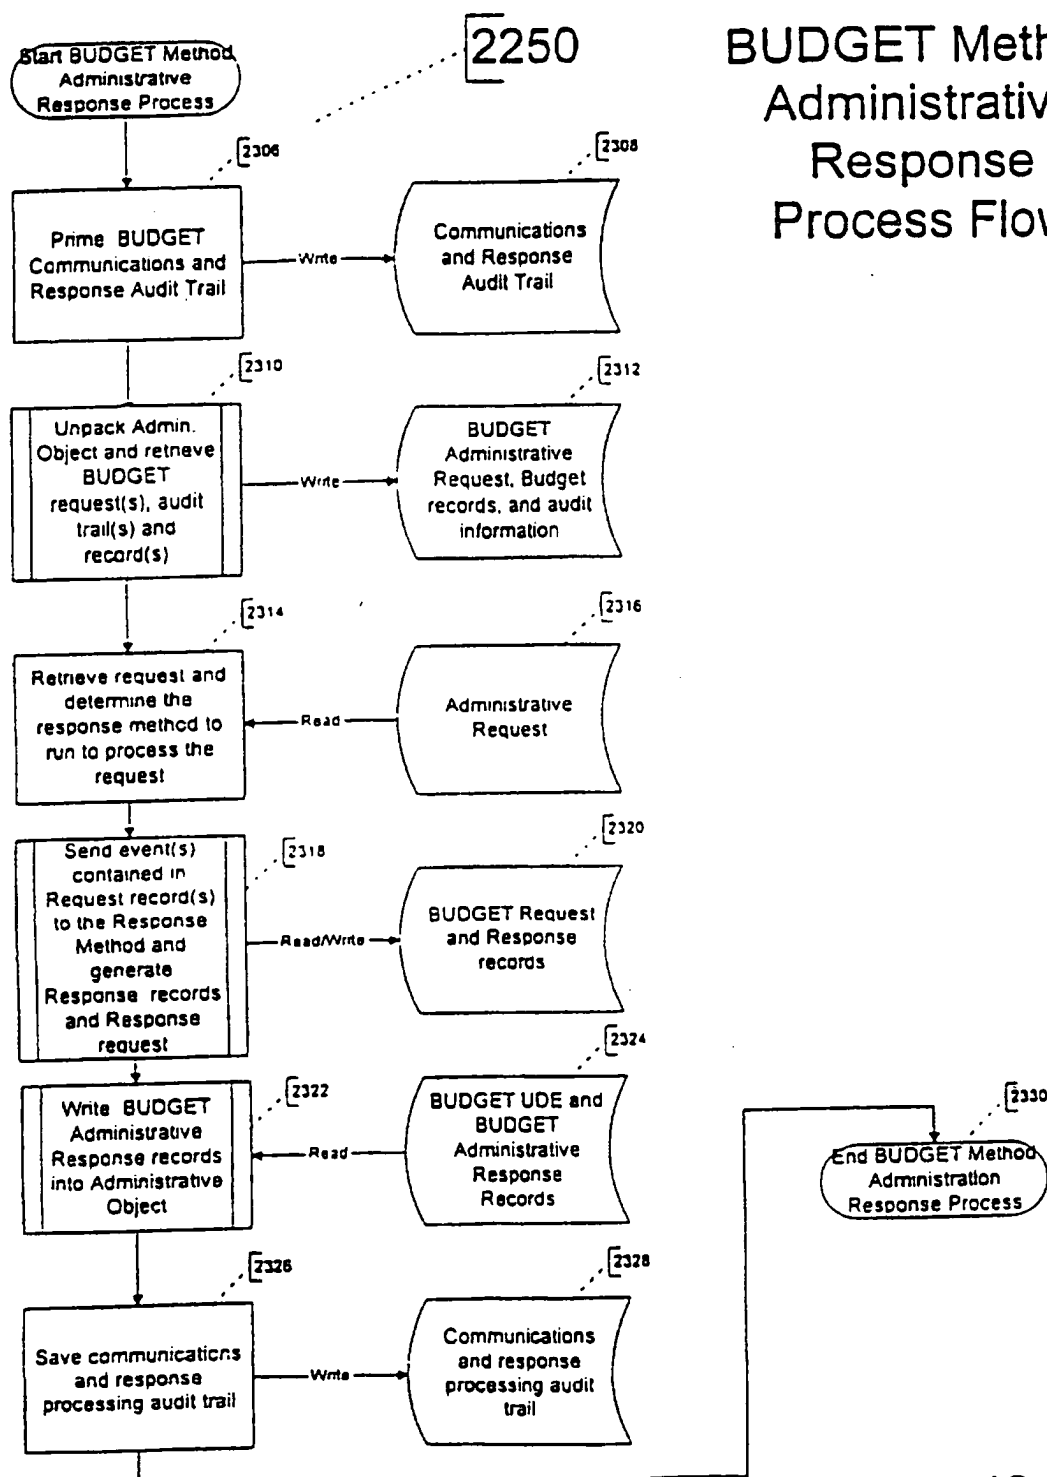 2250
BUDGET Meth
Administrativ
Response
Process Flow
Start BUDGET Method
Administrative
Response Process
2306
Prime BUDGET
Communications and
Response Audit Trail
Write
2308
Communications
and Response
Audit Trail
2310
Unpack Admin.
Object and retrieve
BUDGET
request(s), audit
trail(s) and
record(s)
Write
2312
BUDGET
Administrative
Request, Budget
records, and audit
information
2314
Retrieve request and
determine the
response method to
run to process the
request
Read
2316
Administrative
Request
2318
Send event(s)
contained in
Request record(s)
to the Response
Method and
generate
Response records
and Response
request
Read/Write
2320
BUDGET Request
and Response
records
2322
Write BUDGET
Administrative
Response records
into Administrative
Object
Read
2324
BUDGET UDE and
BUDGET
Administrative
Response
Records
2326
Save communications
and response
processing audit trail
Write
2328
Communications
and response
processing audit
trail
2330
End BUDGET Method
Administration
Response Process